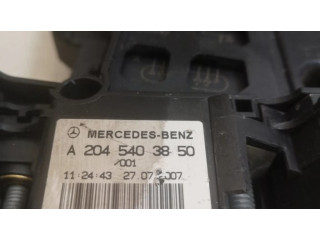 MERCEDES-BENZ
A 204 540 38 50
/001
11:24:43 27.07.2007